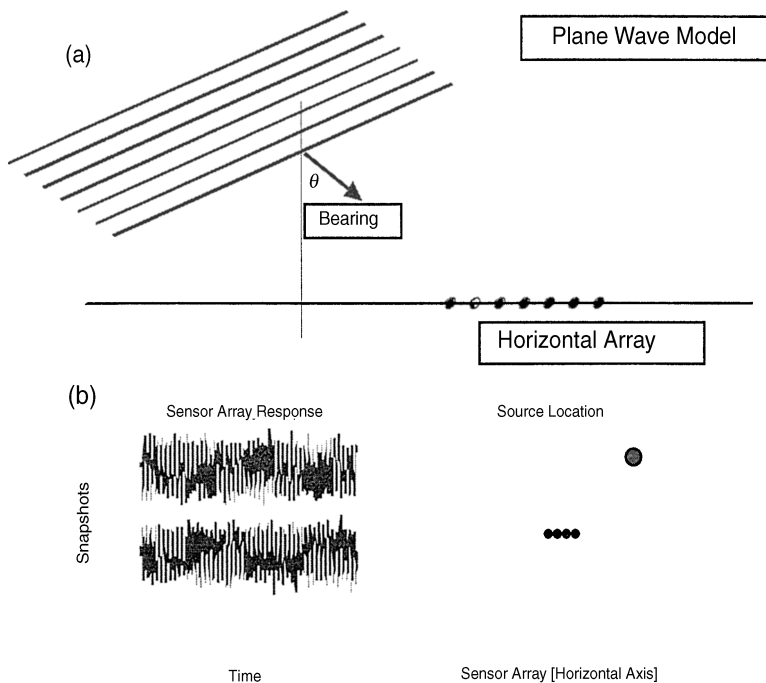 (a)
Plane Wave Model
θ
Bearing
Horizontal Array
(b)
Sensor Array Response
Source Location
Snapshots
Time
Sensor Array [Horizontal Axis]